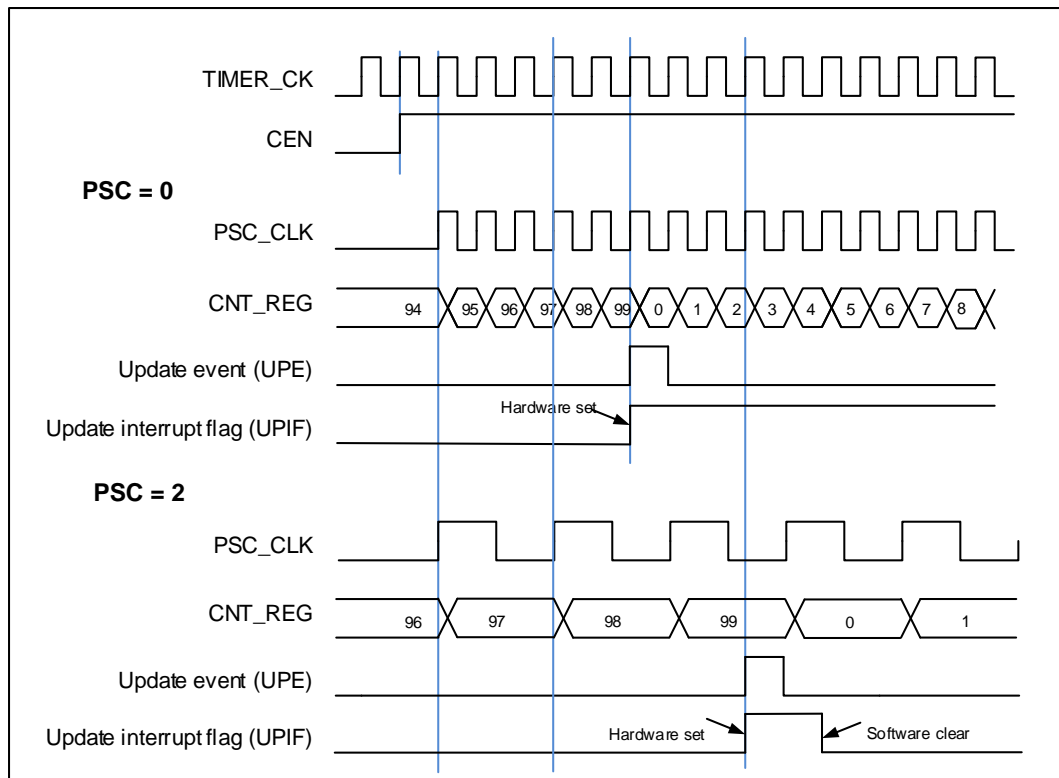 TIMER_CK
CEN
PSC = 0
PSC_CLK
CNT_REG 94 95 96 97 98 99 0 1 2 3 4 5 6 7 8
Update event (UPE)
Hardware set
Update interrupt flag (UPIF)
PSC = 2
PSC_CLK
CNT_REG 96 97 98 99 0 1
Update event (UPE)
Update interrupt flag (UPIF) Hardware set Software clear